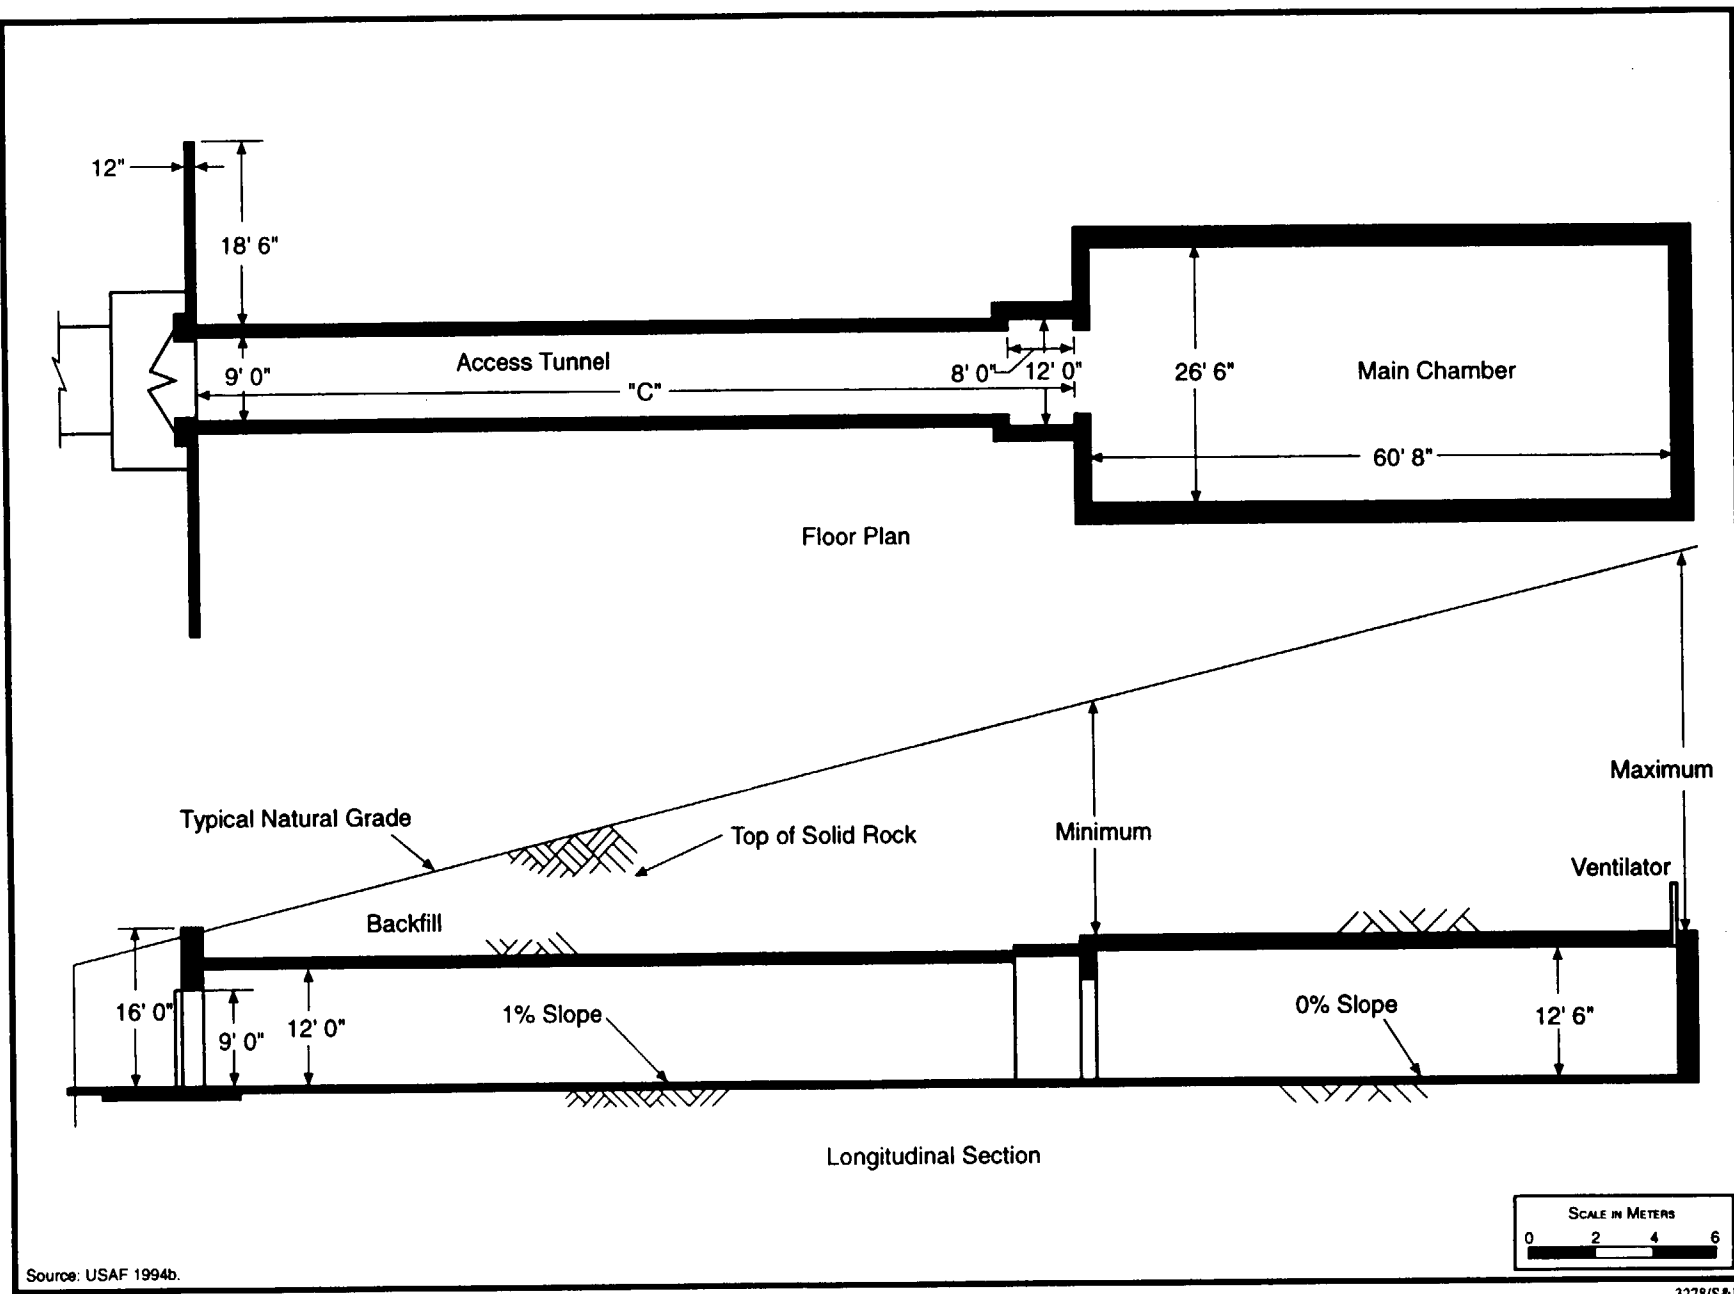 12"
18' 6"
9' 0"
Access Tunnel
"C"
8' 0"
12' 0"
26' 6"
Main Chamber
60' 8"
Floor Plan
Typical Natural Grade
Top of Solid Rock
Minimum
Maximum
Ventilator
Backfill
16' 0"
9' 0"
12' 0"
1% Slope
0% Slope
12' 6"
Longitudinal Section
SCALE IN METERS
0 2 4 6
Source: USAF 1994b.